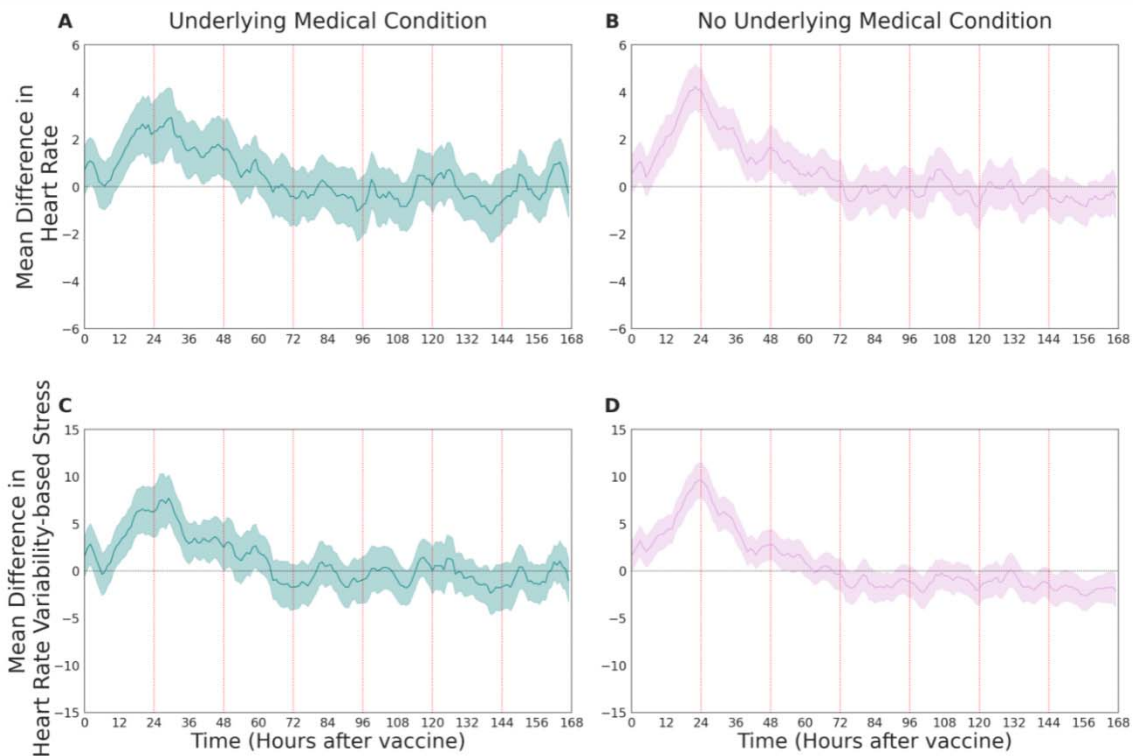 A Underlying Medical Condition
B No Underlying Medical Condition
Mean Difference in
Heart Rate
6
4
2
0
−2
−4
−6
0 12 24 36 48 60 72 84 96 108 120 132 144 156 168
6
4
2
0
−2
−4
−6
0 12 24 36 48 60 72 84 96 108 120 132 144 156 168
C
D
Mean Difference in
Heart Rate Variability-based Stress
15
10
5
0
−5
−10
−15
0 12 24 36 48 60 72 84 96 108 120 132 144 156 168
Time (Hours after vaccine)
15
10
5
0
−5
−10
−15
0 12 24 36 48 60 72 84 96 108 120 132 144 156 168
Time (Hours after vaccine)